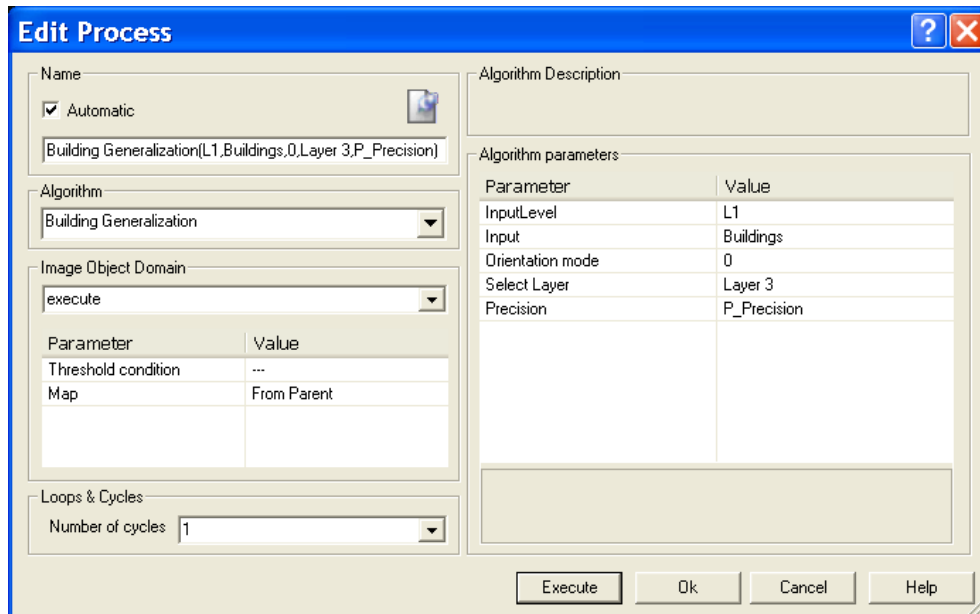 Edit Process
?
X
Name
Automatic
Building Generalization(L1,Buildings,0,Layer 3,P_Precision)
Algorithm
Building Generalization
Image Object Domain
execute
Parameter Value
Threshold condition ---
Map From Parent
Loops & Cycles
Number of cycles 1
Algorithm Description
Algorithm parameters
Parameter Value
InputLevel L1
Input Buildings
Orientation mode 0
Select Layer Layer 3
Precision P_Precision
Execute Ok Cancel Help